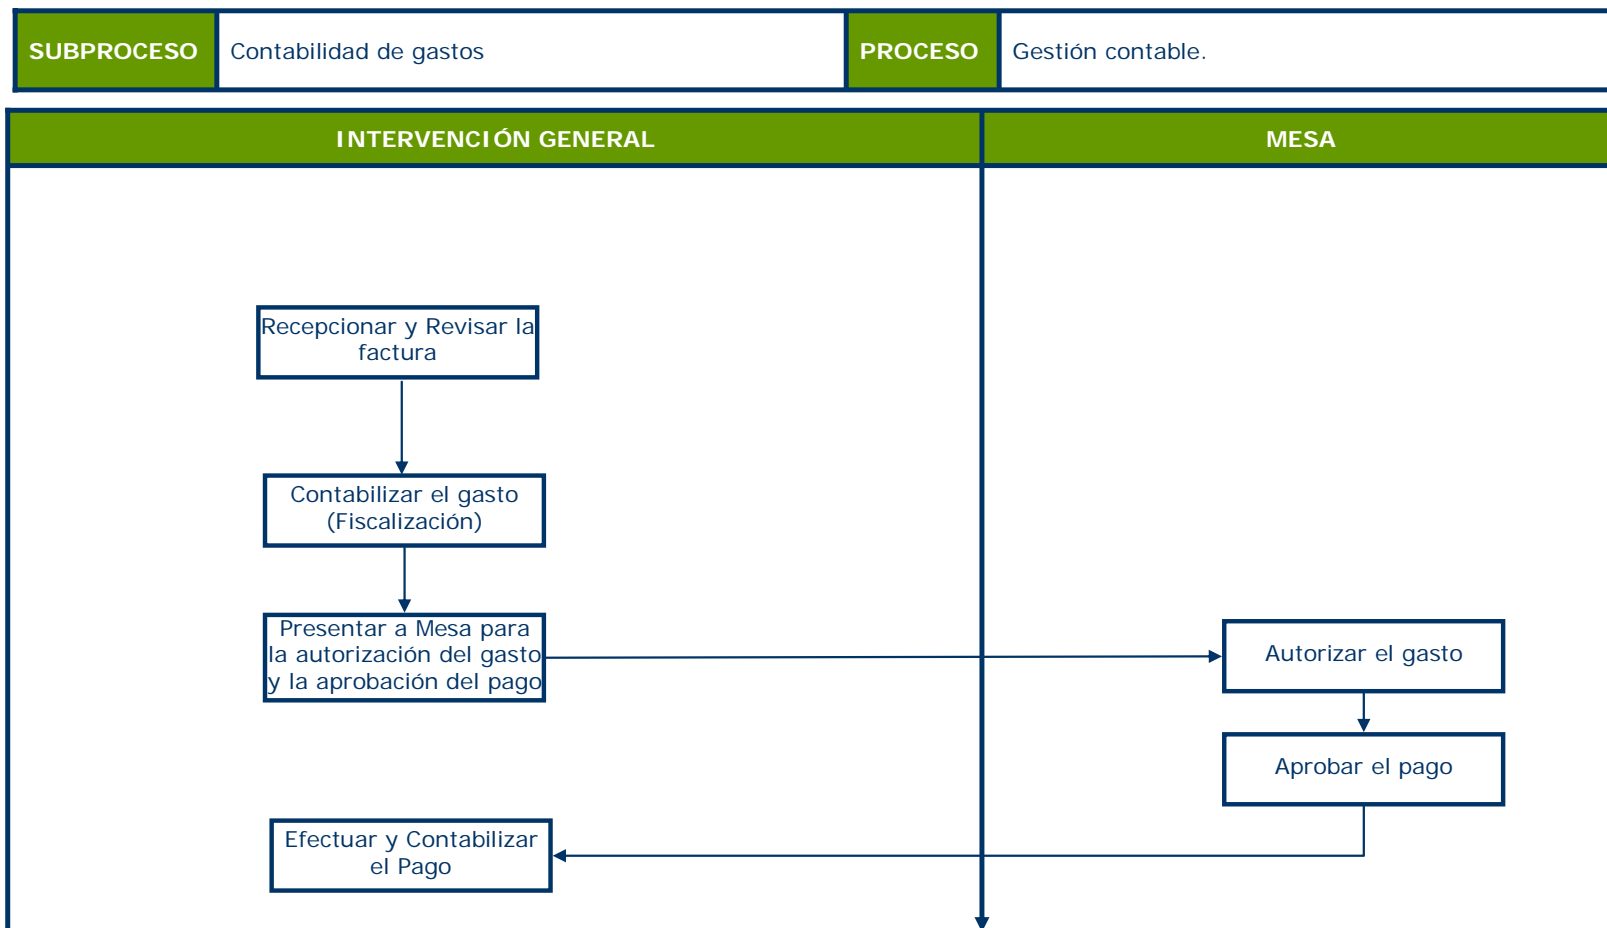 SUBPROCESO
Contabilidad de gastos
PROCESO
Gestión contable.
INTERVENCIÓN GENERAL
MESA
Recepcionar y Revisar la
factura
Contabilizar el gasto
(Fiscalización)
Presentar a Mesa para
la autorización del gasto
y la aprobación del pago
Autorizar el gasto
Aprobar el pago
Efectuar y Contabilizar
el Pago